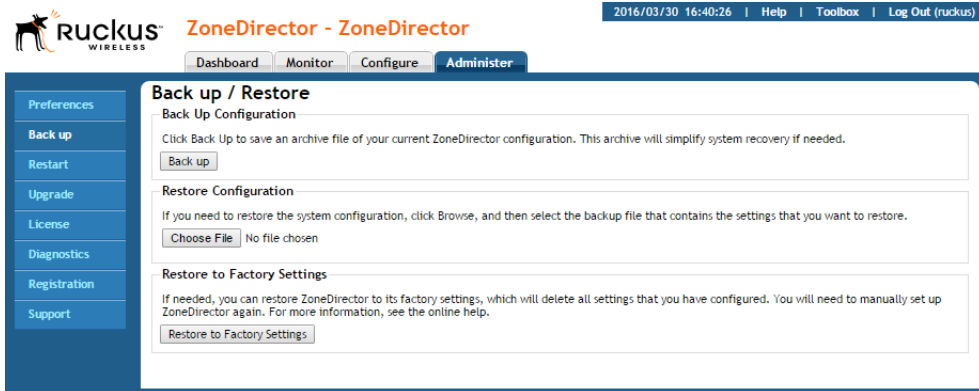 2016/03/30 16:40:26 | Help | Toolbox | Log Out (ruckus)
RUCKUS
WIRELESS
ZoneDirector - ZoneDirector
Dashboard Monitor Configure Administer
Preferences
Back up
Restart
Upgrade
License
Diagnostics
Registration
Support
Back up / Restore
Back Up Configuration
Click Back Up to save an archive file of your current ZoneDirector configuration. This archive will simplify system recovery if needed.
Back up
Restore Configuration
If you need to restore the system configuration, click Browse, and then select the backup file that contains the settings that you want to restore.
Choose File No file chosen
Restore to Factory Settings
If needed, you can restore ZoneDirector to its factory settings, which will delete all settings that you have configured. You will need to manually set up
ZoneDirector again. For more information, see the online help.
Restore to Factory Settings